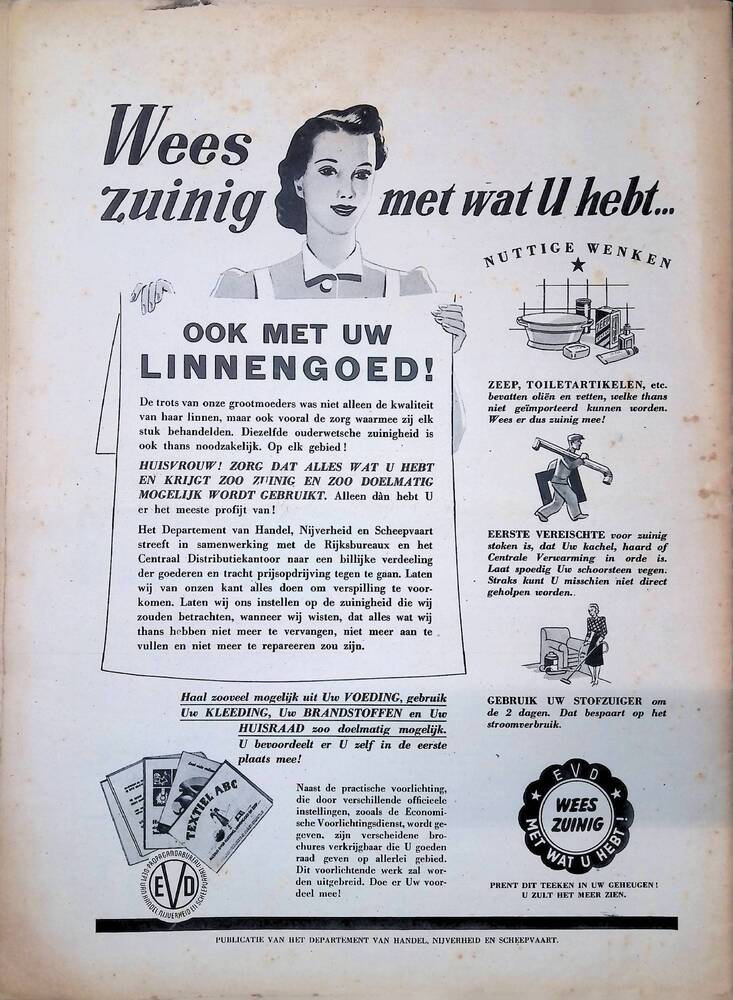 Wees
zuinig met wat U hebt...
OOK MET UW
LINNENGOED!
De trots van onze grootmoeders was niet alleen de kwaliteit
van haar linnen, maar ook vooral de zorg waarmee zij elk
stuk behandelden. Diezelfde ouderwetsche zuinigheid is
ook thans noodzakelijk. Op elk gebied!
HUISVROUW! ZORG DAT ALLES WAT U HEBT
EN KRIJGT ZOO ZUINIG EN ZOO DOELMATIG
MOGELIJK WORDT GEBRUIKT. Alleen dàn hebt U
er het meeste profijt van!
Het Departement van Handel, Nijverheid en Scheepvaart
streeft in samenwerking met de Rijksbureaux en het
Centraal Distributiekantoor naar een billijke verdeeling
der goederen en tracht prijsopdrijving tegen te gaan. Laten
wij van onzen kant alles doen om verspilling te voor-
komen. Laten wij ons instellen op de zuinigheid die wij
zouden betrachten, wanneer wij wisten, dat alles wat wij
thans hebben niet meer te vervangen, niet meer aan te
vullen en niet meer te repareeren zou zijn.
Haal zooveel mogelijk uit Uw VOEDING, gebruik
Uw KLEEDING, Uw BRANDSTOFFEN en Uw
HUISRAAD zoo doelmatig mogelijk.
U bevoordeelt er U zelf in de eerste
plaats mee!
TEXTIEL ABC
EVD
Naast de practische voorlichting,
die door verschillende officieele
instellingen, zooals de Economi-
sche Voorlichtingsdienst, wordt ge-
geven, zijn verscheidene bro-
chures verkrijgbaar die U goeden
raad geven op allerlei gebied.
Dit voorlichtende werk zal wor-
den uitgebreid. Doe er Uw voor-
deel mee!
NUTTIGE WENKEN
ZEEP, TOILETARTIKELEN, etc.
bevatten oliën en vetten, welke thans
niet geïmporteerd kunnen worden.
Wees er dus zuinig mee!
EERSTE VEREISCHTE voor zuinig
stoken is, dat Uw kachel, haard of
Centrale Verwarming in orde is.
Laat spoedig Uw schoorsteen vegen.
Straks kunt U misschien niet direct
geholpen worden.
GEBRUIK UW STOFZUIGER om
de 2 dagen. Dat bespaart op het
stroomverbruik.
EVD
WEES
ZUINIG
MET WAT U HEBT!
PRENT DIT TEEKEN IN UW GEHEUGEN!
U ZULT HET MEER ZIEN.
PUBLICATIE VAN HET DEPARTEMENT VAN HANDEL, NIJVERHEID EN SCHEEPVAART.